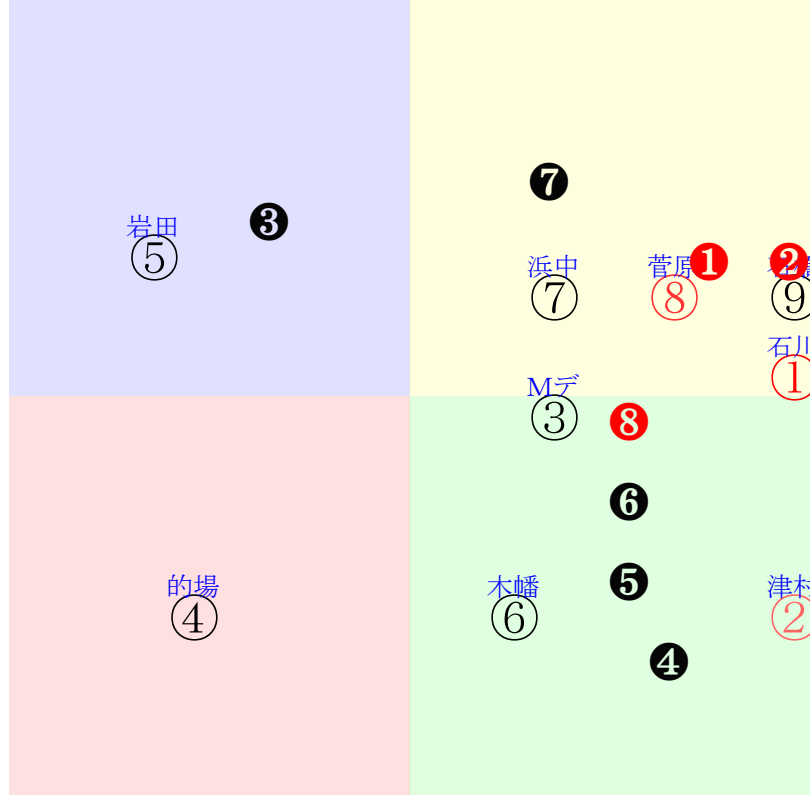 ❼
岩田
❸
⑤
浜中
菅原
❶
❷
⑦
⑧
⑨
石川
①
Mデ
③
❽
❻
❺
的場
④
木幡
⑥
津村
②
❹